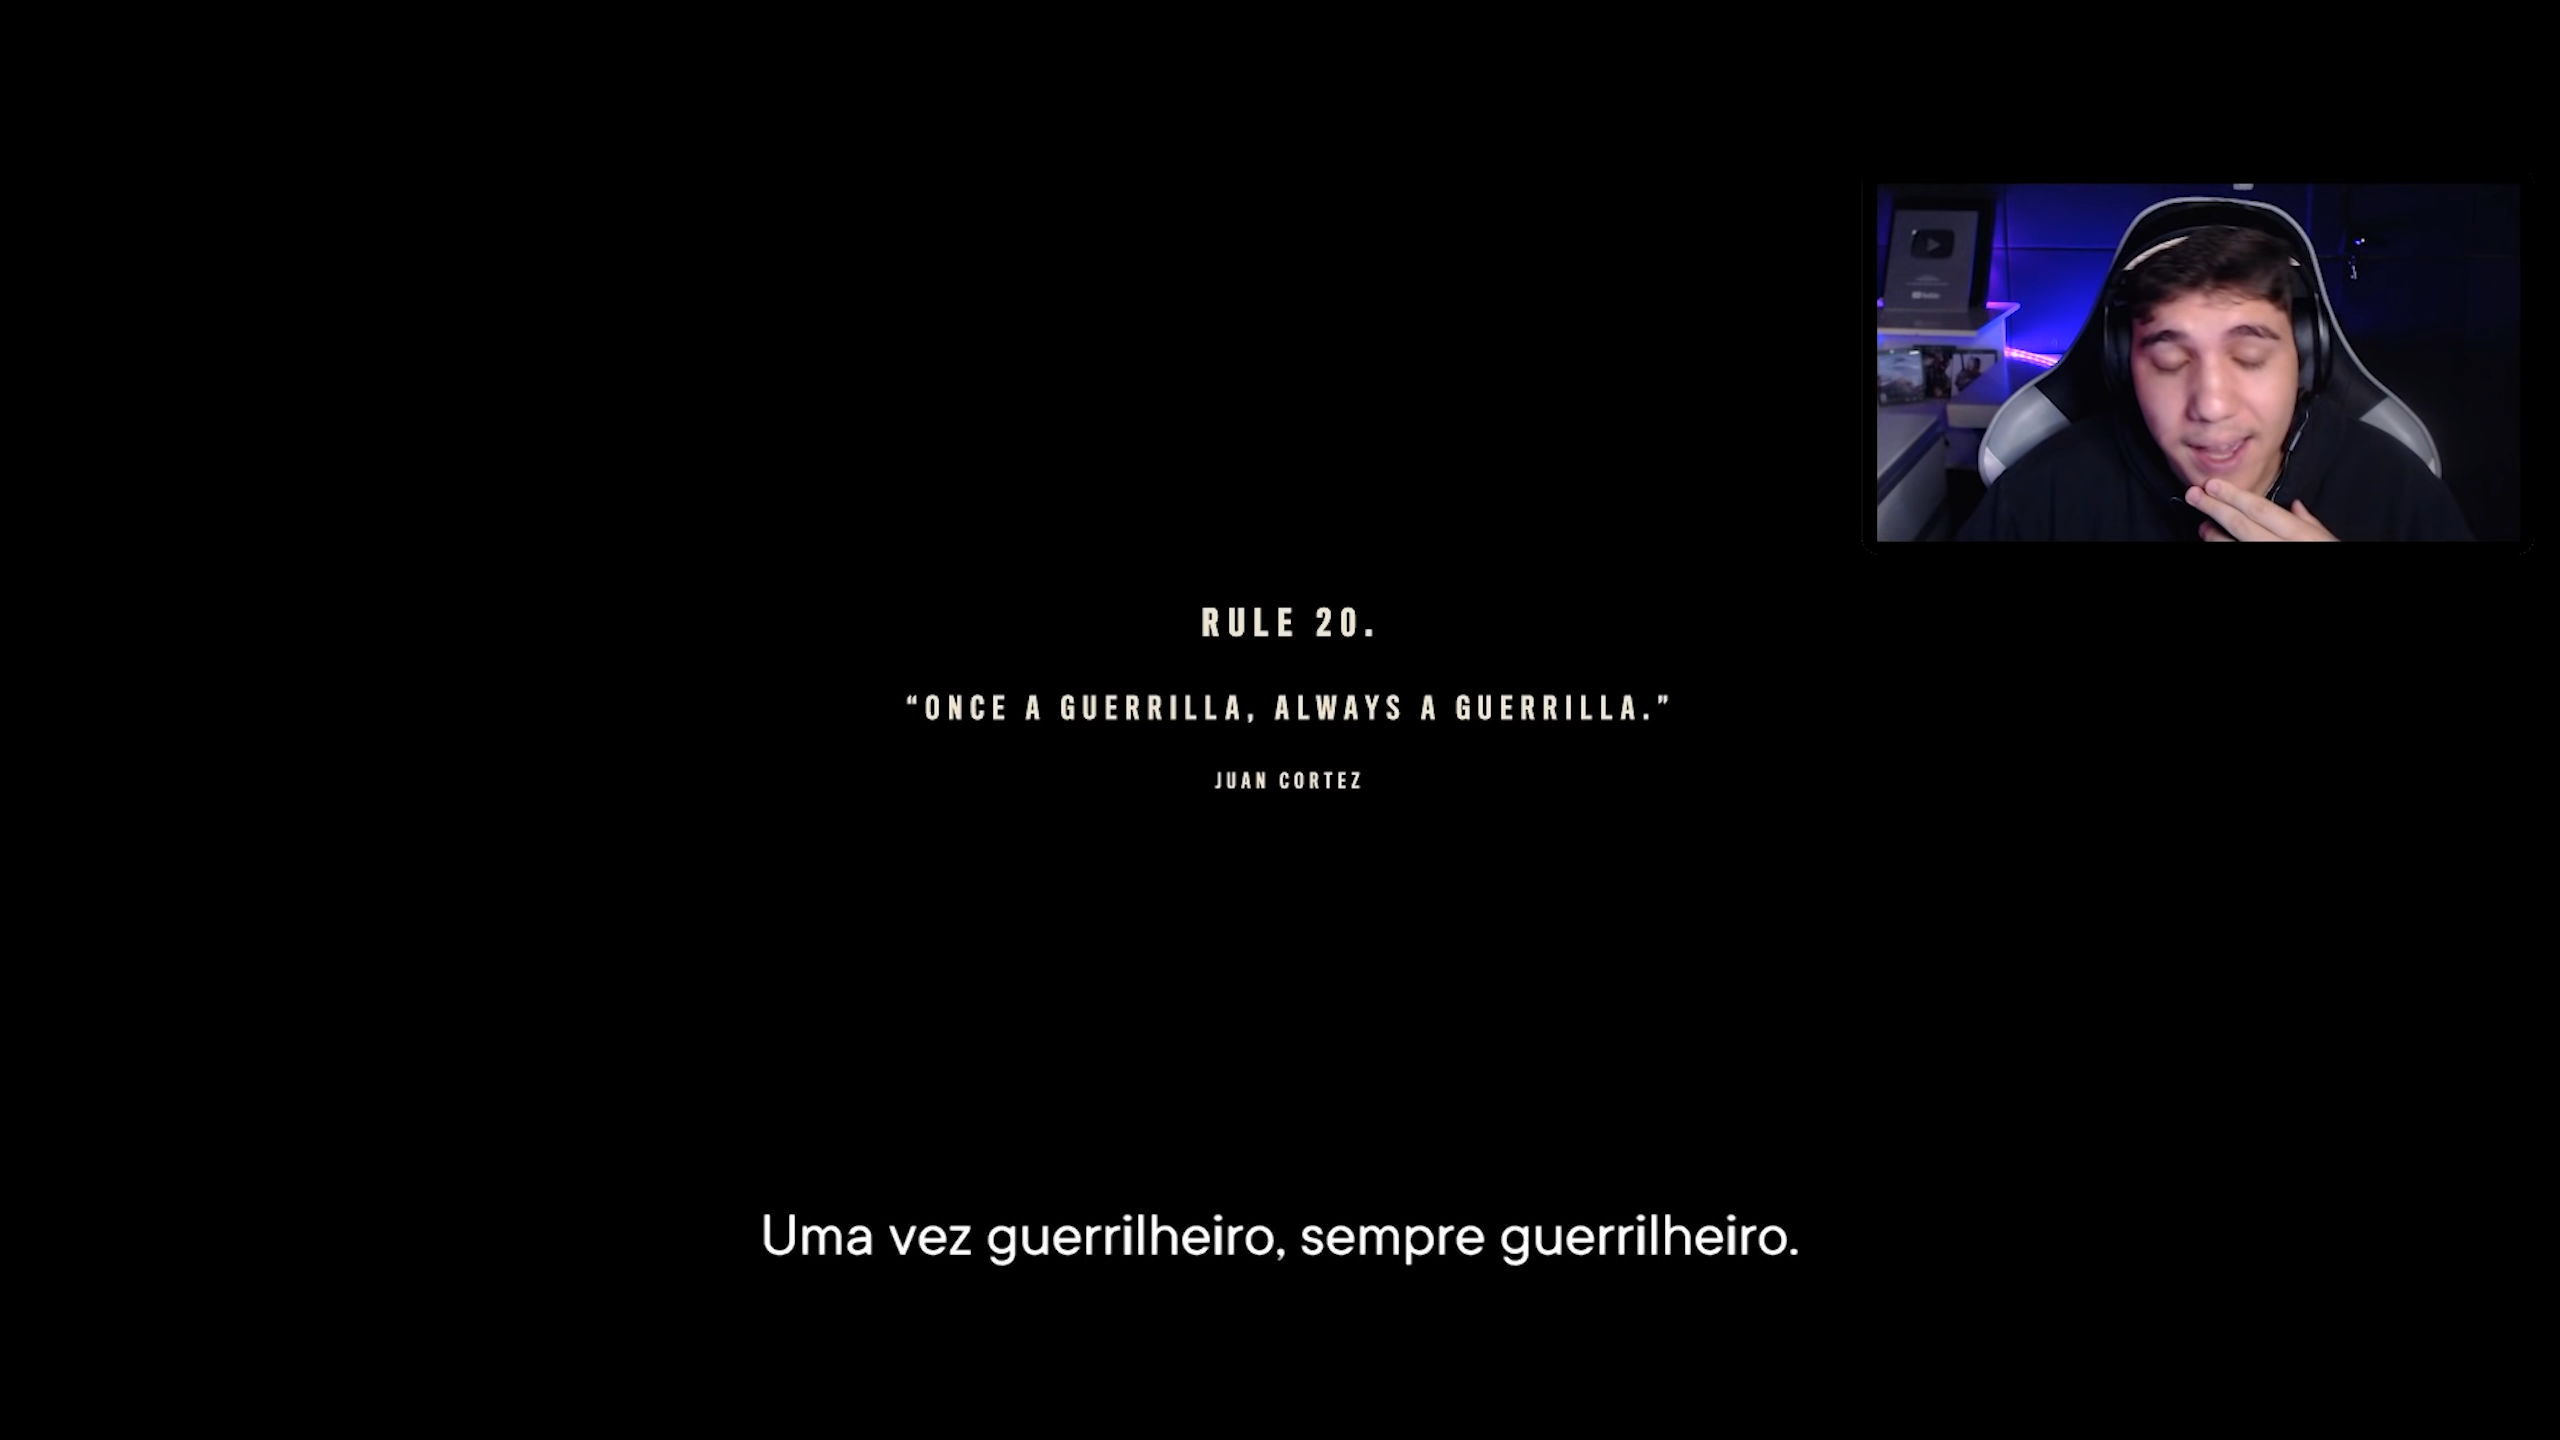 RULE 20.
“ONCE A GUERRILLA, ALWAYS A GUERRILLA.”
JUAN CORTEZ
Uma vez guerrilheiro, sempre guerrilheiro.